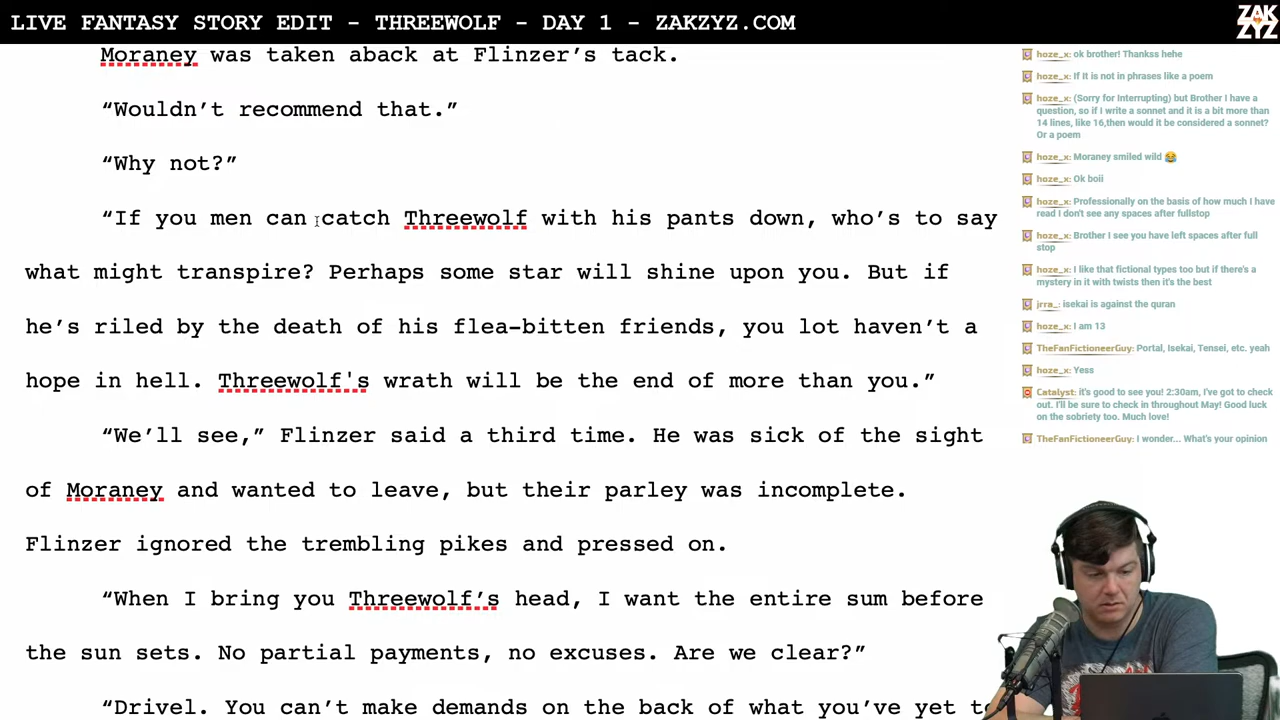 LIVE FANTASY STORY EDIT - THREEWOLF - DAY 1 - ZAKZYZ.COM
ZAK
ZYZ
Moraney was taken aback at Flinzer’s tack.
“Wouldn’t recommend that.”
“Why not?”
“If you men can catch Threewolf with his pants down, who’s to say
what might transpire? Perhaps some star will shine upon you. But if
he’s riled by the death of his flea-bitten friends, you lot haven’t a
hope in hell. Threewolf's wrath will be the end of more than you.”
“We’ll see,” Flinzer said a third time. He was sick of the sight
of Moraney and wanted to leave, but their parley was incomplete.
Flinzer ignored the trembling pikes and pressed on.
“When I bring you Threewolf’s head, I want the entire sum before
the sun sets. No partial payments, no excuses. Are we clear?”
“Drivel. You can’t make demands on the back of what you’ve yet to
hoze_x: ok brother! Thankss hehe
hoze_x: If It is not in phrases like a poem
hoze_x: (Sorry for Interrupting) but Brother I have a
question, so if I write a sonnet and it is a bit more than
14 lines, like 16,then would it be considered a sonnet?
Or a poem
hoze_x: Moraney smiled wild 😂
hoze_x: Ok boii
hoze_x: Professionally on the basis of how much I have
read I don't see any spaces after fullstop
hoze_x: Brother I see you have left spaces after full
stop
hoze_x: I like that fictional types too but if there's a
mystery in it with twists then it's the best
jrra_: isekai is against the quran
hoze_x: I am 13
TheFanFictioneerGuy: Portal, Isekai, Tensei, etc. yeah
hoze_x: Yess
Catalyst: it's good to see you! 2:30am, I've got to check
out. I'll be sure to check in throughout May! Good luck
on the sobriety too. Much love!
TheFanFictioneerGuy: I wonder... What's your opinion